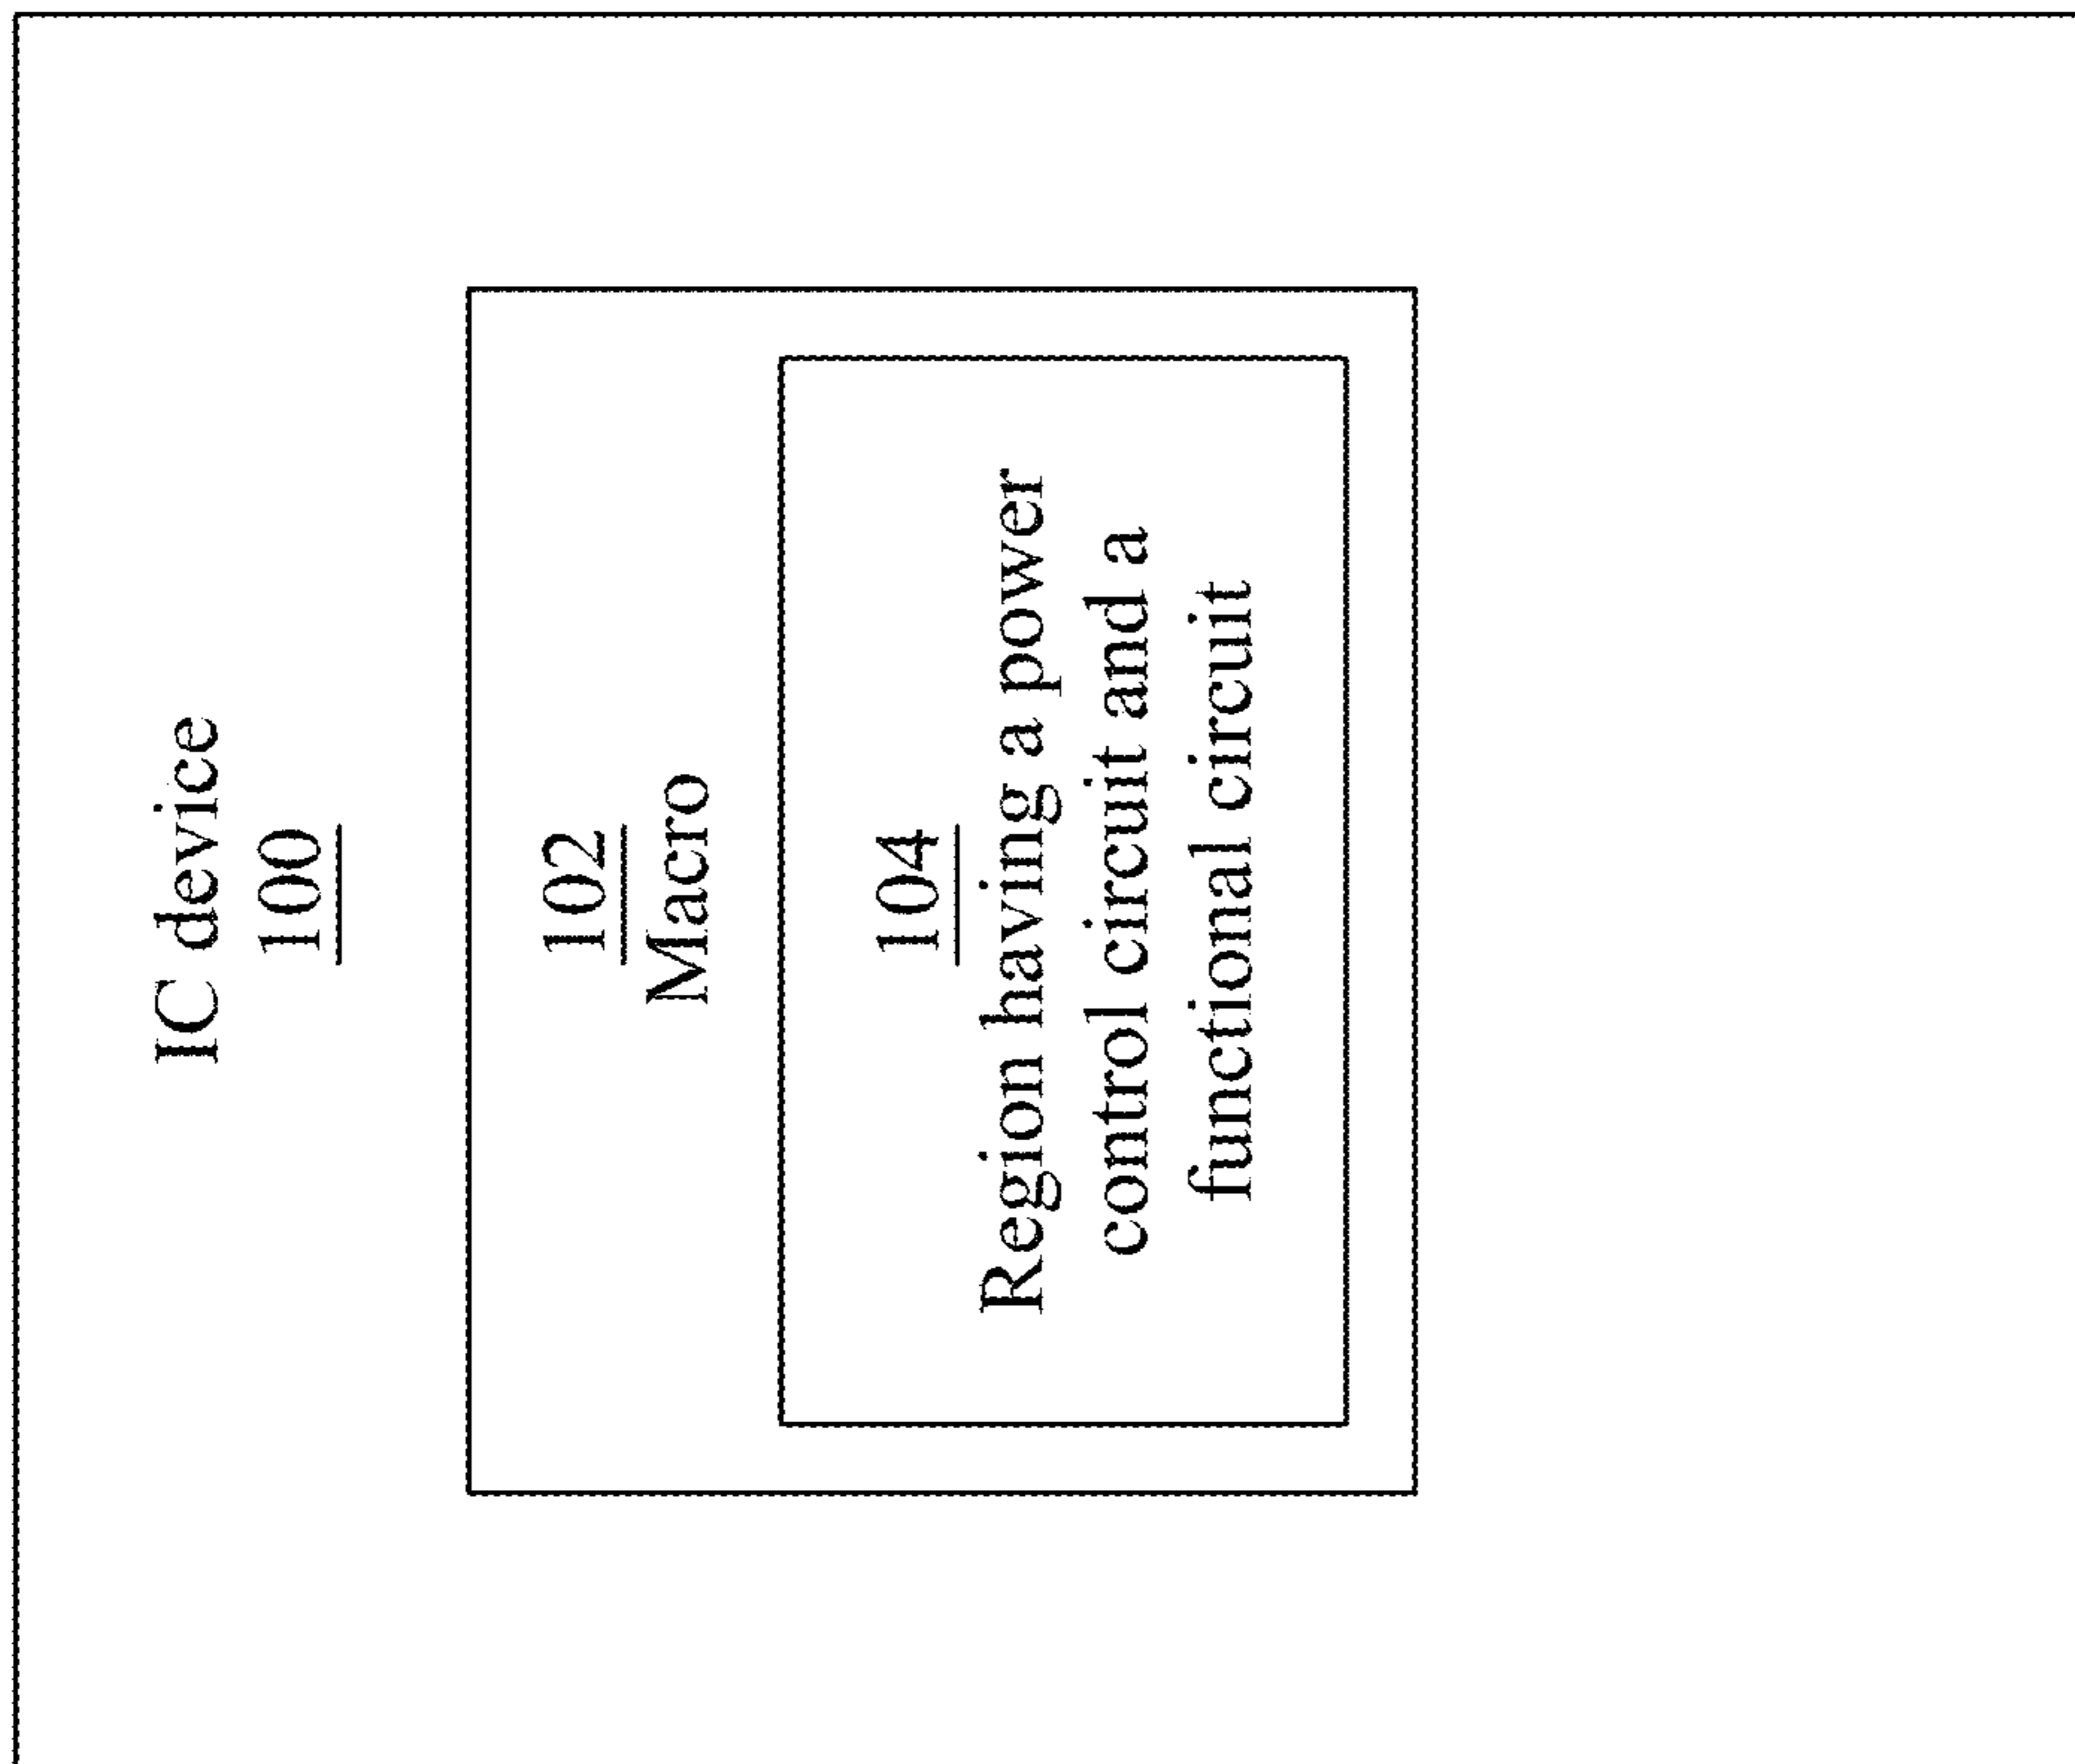 IC device
100
102
Macro
104
Region having a power
control circuit and a
functional circuit